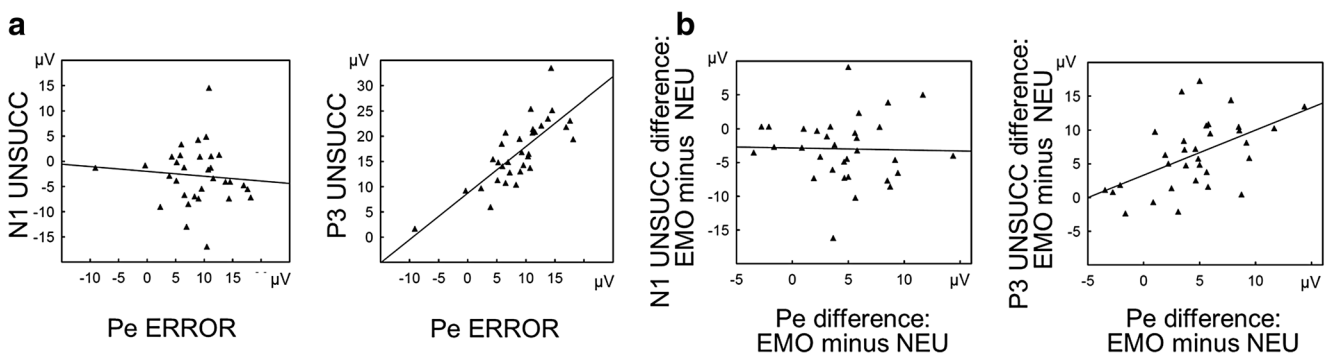 a
b
µV
15
10
5
0
-5
-10
-15
N1 UNSUCC
-10 -5 0 5 10 15 µV
Pe ERROR
µV
30
25
20
15
10
5
0
P3 UNSUCC
-10 -5 0 5 10 15 µV
Pe ERROR
N1 UNSUCC difference:
EMO minus NEU
µV
5
0
-5
-10
-15
-5 0 5 10 µV
Pe difference:
EMO minus NEU
P3 UNSUCC difference:
EMO minus NEU
µV
15
10
5
0
-5
-5 0 5 10 µV
Pe difference:
EMO minus NEU